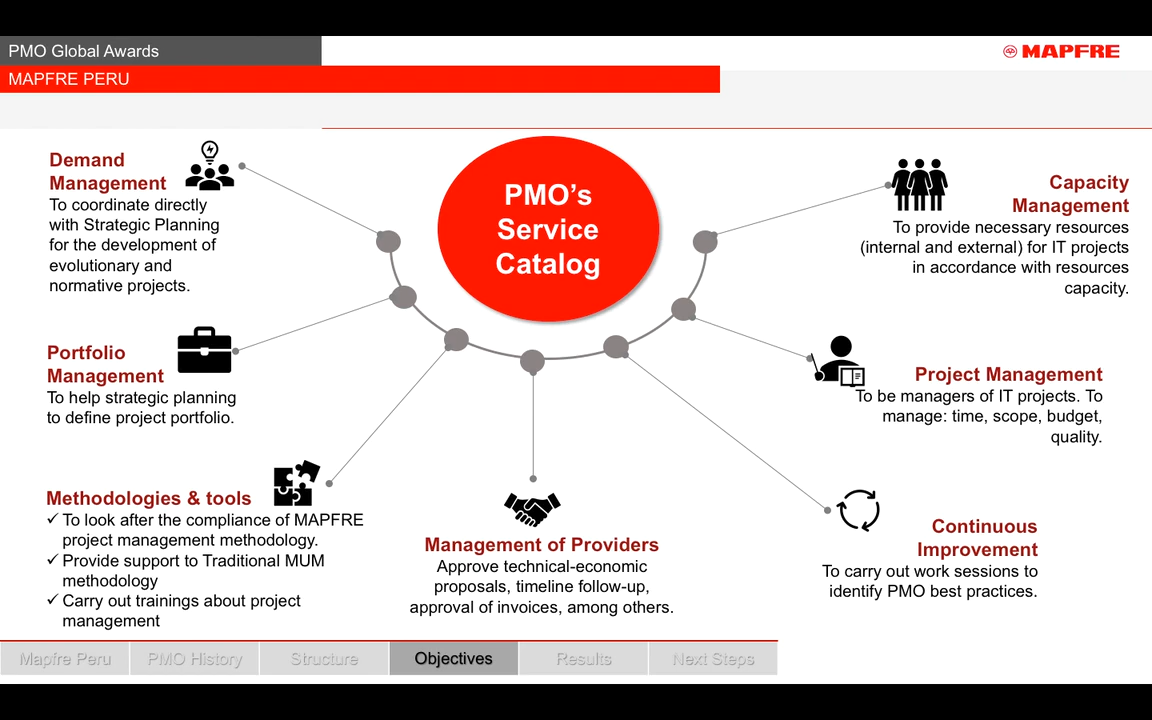 PMO Global Awards
MAPFRE
MAPFRE PERU
PMO's
Service
Catalog
Demand
Management
To coordinate directly
with Strategic Planning
for the development of
evolutionary and
normative projects.
Portfolio
Management
To help strategic planning
to define project portfolio.
Methodologies & tools
✓ To look after the compliance of MAPFRE
project management methodology.
✓ Provide support to Traditional MUM
methodology
✓ Carry out trainings about project
management
Management of Providers
Approve technical-economic
proposals, timeline follow-up,
approval of invoices, among others.
Capacity
Management
To provide necessary resources
(internal and external) for IT projects
in accordance with resources
capacity.
Project Management
To be managers of IT projects. To
manage: time, scope, budget,
quality.
Continuous
Improvement
To carry out work sessions to
identify PMO best practices.
Mapfre Peru
PMO History
Structure
Objectives
Results
Next Steps